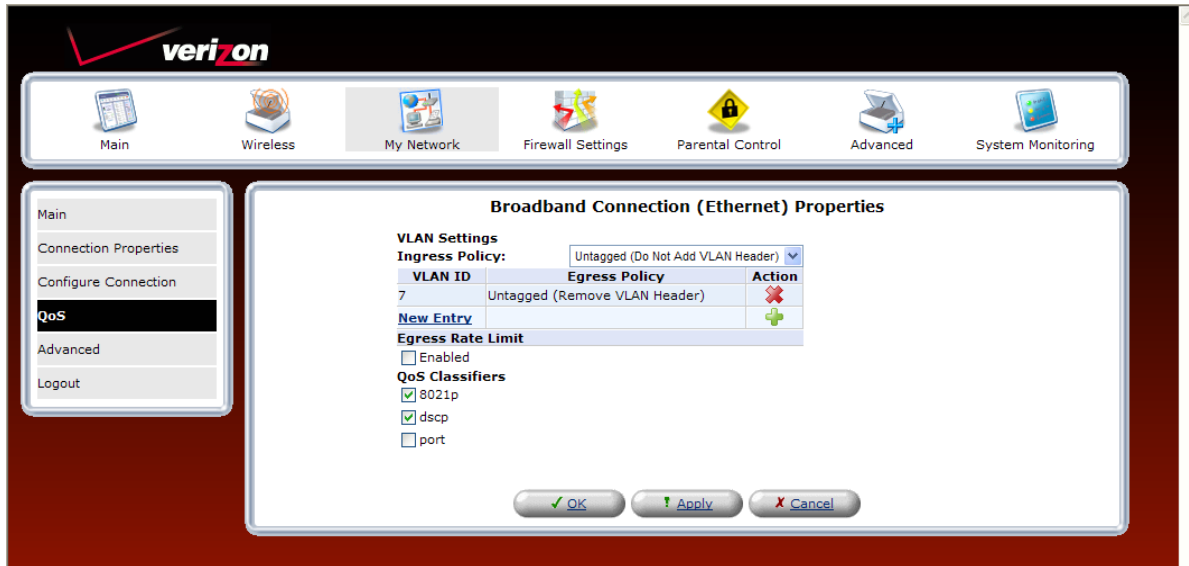 verizon
Main Wireless My Network Firewall Settings Parental Control Advanced System Monitoring
Main
Connection Properties
Configure Connection
QoS
Advanced
Logout
Broadband Connection (Ethernet) Properties
VLAN Settings
Ingress Policy: Untagged (Do Not Add VLAN Header)
VLAN ID Egress Policy Action
7 Untagged (Remove VLAN Header)
New Entry
Egress Rate Limit
Enabled
QoS Classifiers
8021p
dscp
port
OK Apply Cancel